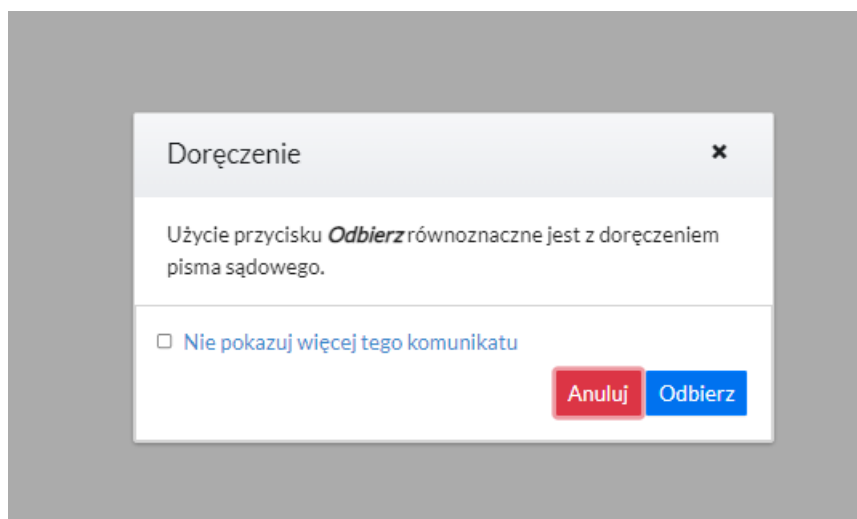 Doręczenie
Użycie przycisku Odbierz równoznaczne jest z doręczeniem
pisma sądowego.
Nie pokazuj więcej tego komunikatu
Anuluj Odbierz